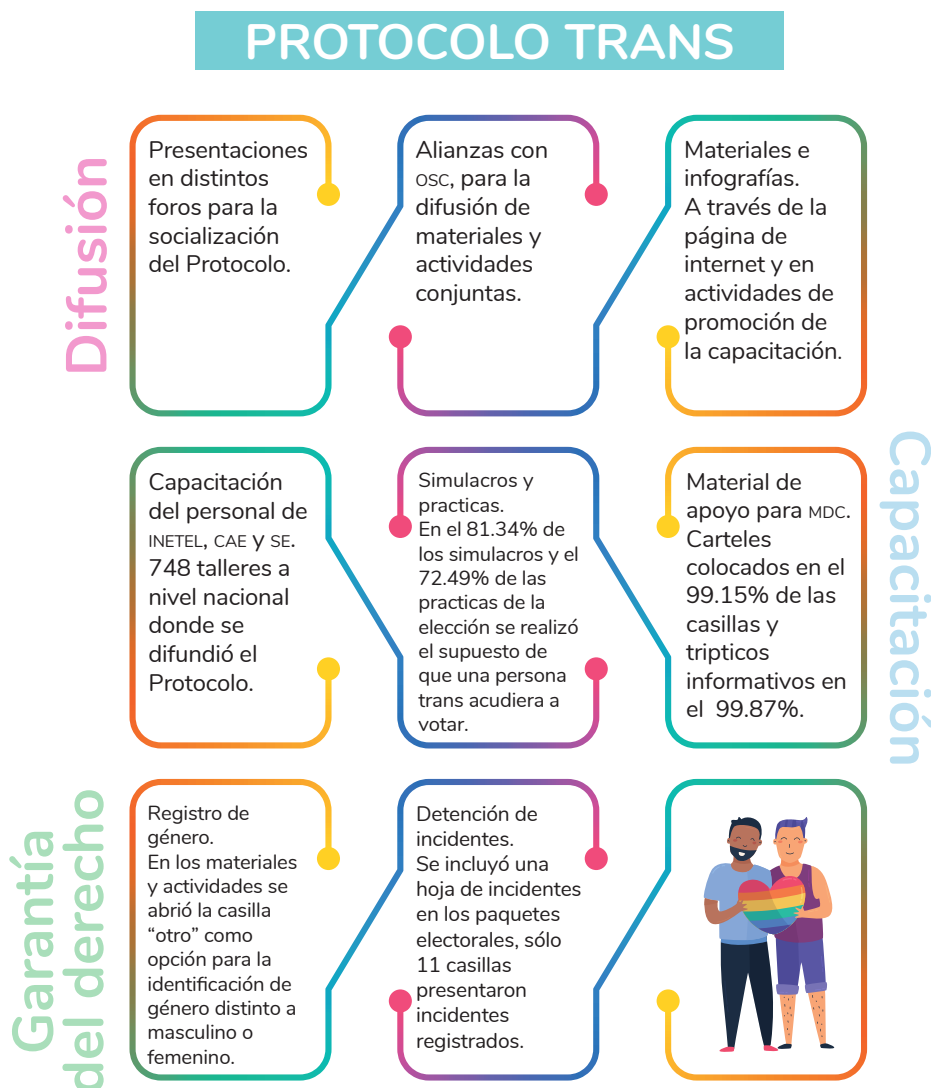 PROTOCOLO TRANS
Difusión
Presentaciones
en distintos
foros para la
socialización
del Protocolo.
Alianzas con
OSC, para la
difusión de
materiales y
actividades
conjuntas.
Materiales e
infografías.
A través de la
página de
internet y en
actividades de
promoción de
la capacitación.
Capacitación
Capacitación
del personal de
INETEL, CAE y SE.
748 talleres a
nivel nacional
donde se
difundió el
Protocolo.
Simulacros y
practicas.
En el 81.34% de
los simulacros y el
72.49% de las
practicas de la
elección se realizó
el supuesto de
que una persona
trans acudiera a
votar.
Material de
apoyo para MDC.
Carteles
colocados en el
99.15% de las
casillas y
tripticos
informativos en
el 99.87%.
Garantía
del derecho
Registro de
género.
En los materiales
y actividades se
abrió la casilla
“otro” como
opción para la
identificación de
género distinto a
masculino o
femenino.
Detención de
incidentes.
Se incluyó una
hoja de incidentes
en los paquetes
electorales, sólo
11 casillas
presentaron
incidentes
registrados.